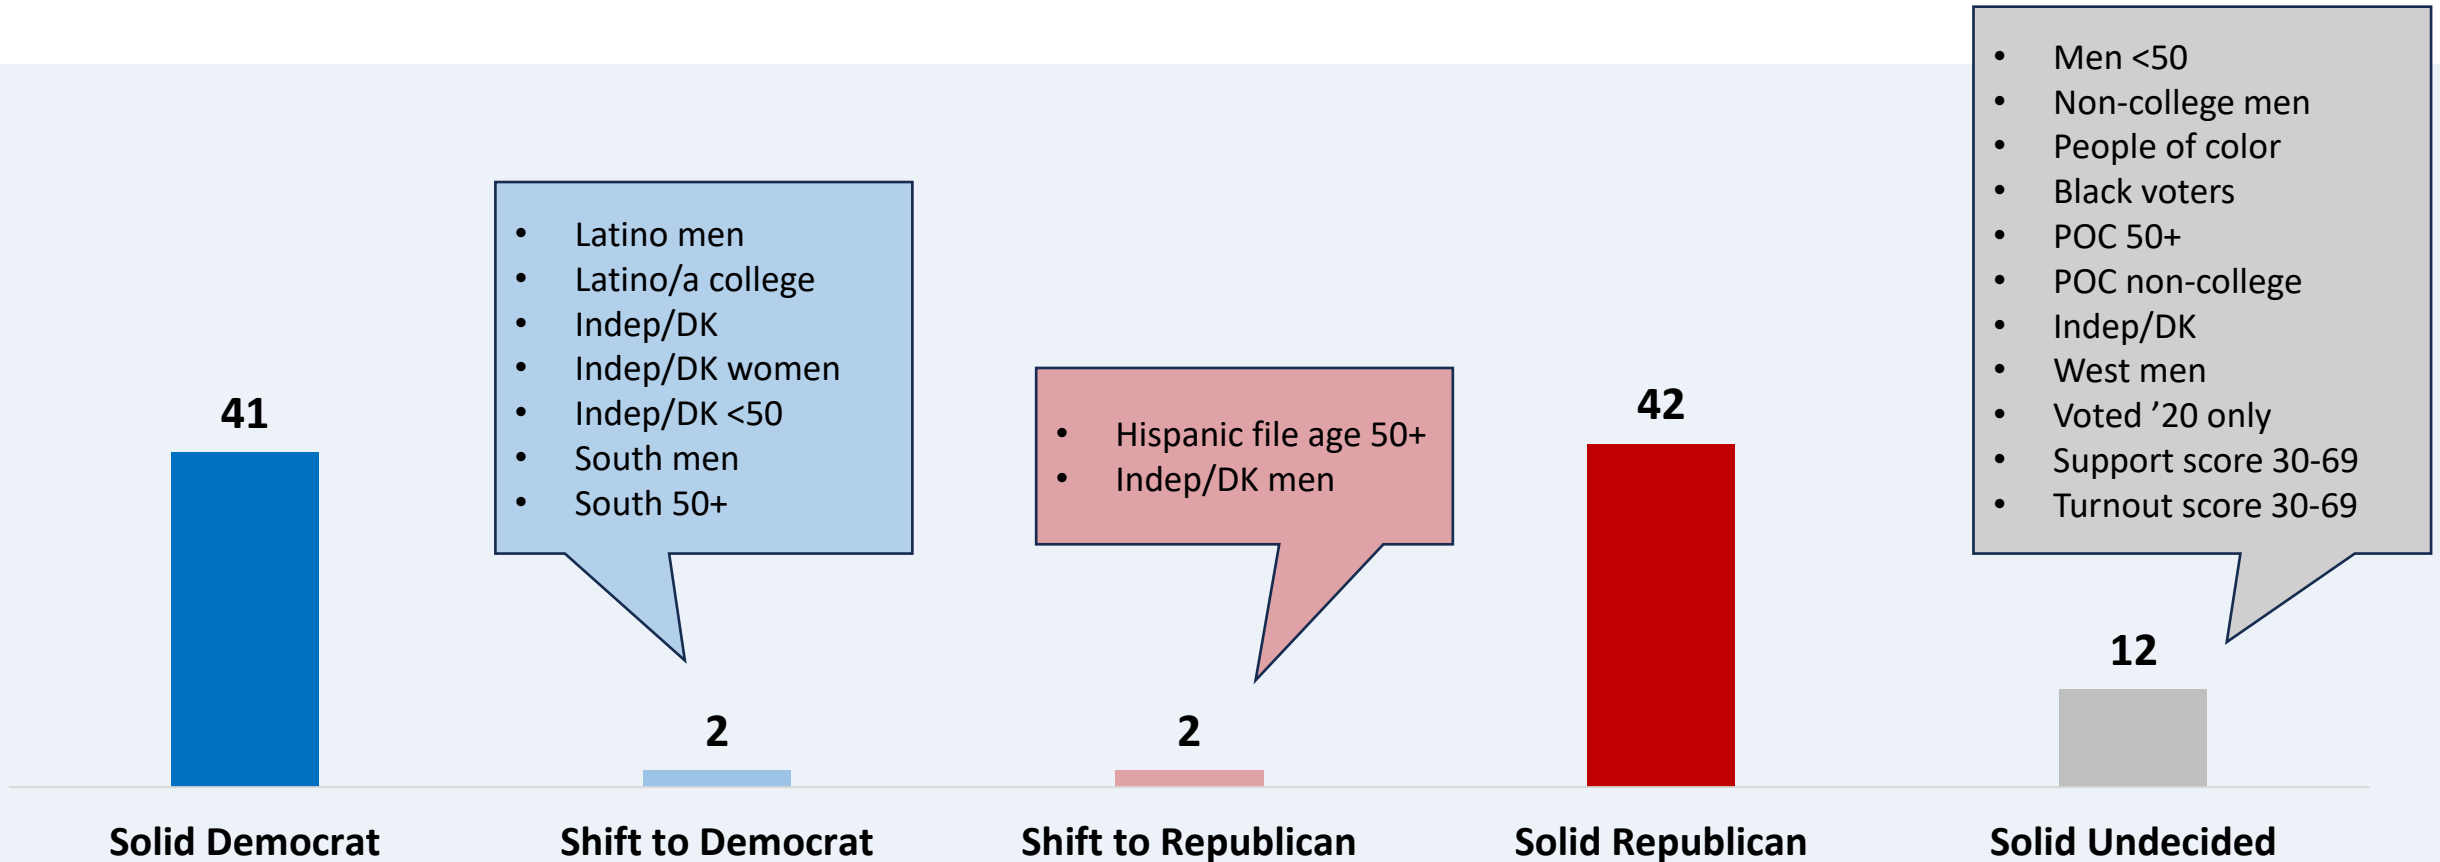 • Men <50
• Non-college men
• People of color
• Black voters
• POC 50+
• POC non-college
• Indep/DK
• West men
• Voted ’20 only
• Support score 30-69
• Turnout score 30-69
• Latino men
• Latino/a college
• Indep/DK
• Indep/DK women
• Indep/DK <50
• South men
• South 50+
• Hispanic file age 50+
• Indep/DK men
41
2
2
42
12
Solid Democrat
Shift to Democrat
Shift to Republican
Solid Republican
Solid Undecided